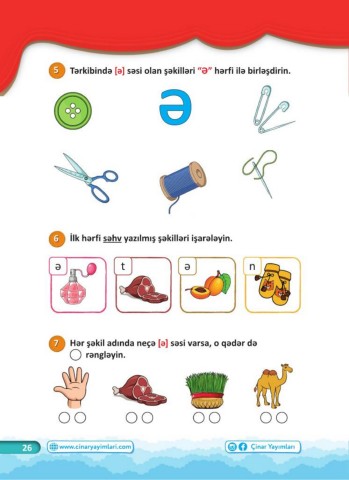 5 Tərkibində [ə] səsi olan şəkilləri “Ə” hərfi ilə birləşdirin.
Ə
6 İlk hərfi səhv yazılmış şəkilləri işarələyin.
ə t ə n
7 Hər şəkil adında neçə [ə] səsi varsa, o qədər də
rəngləyin.
26 www.cinaryayimlari.com Çinar Yayımları